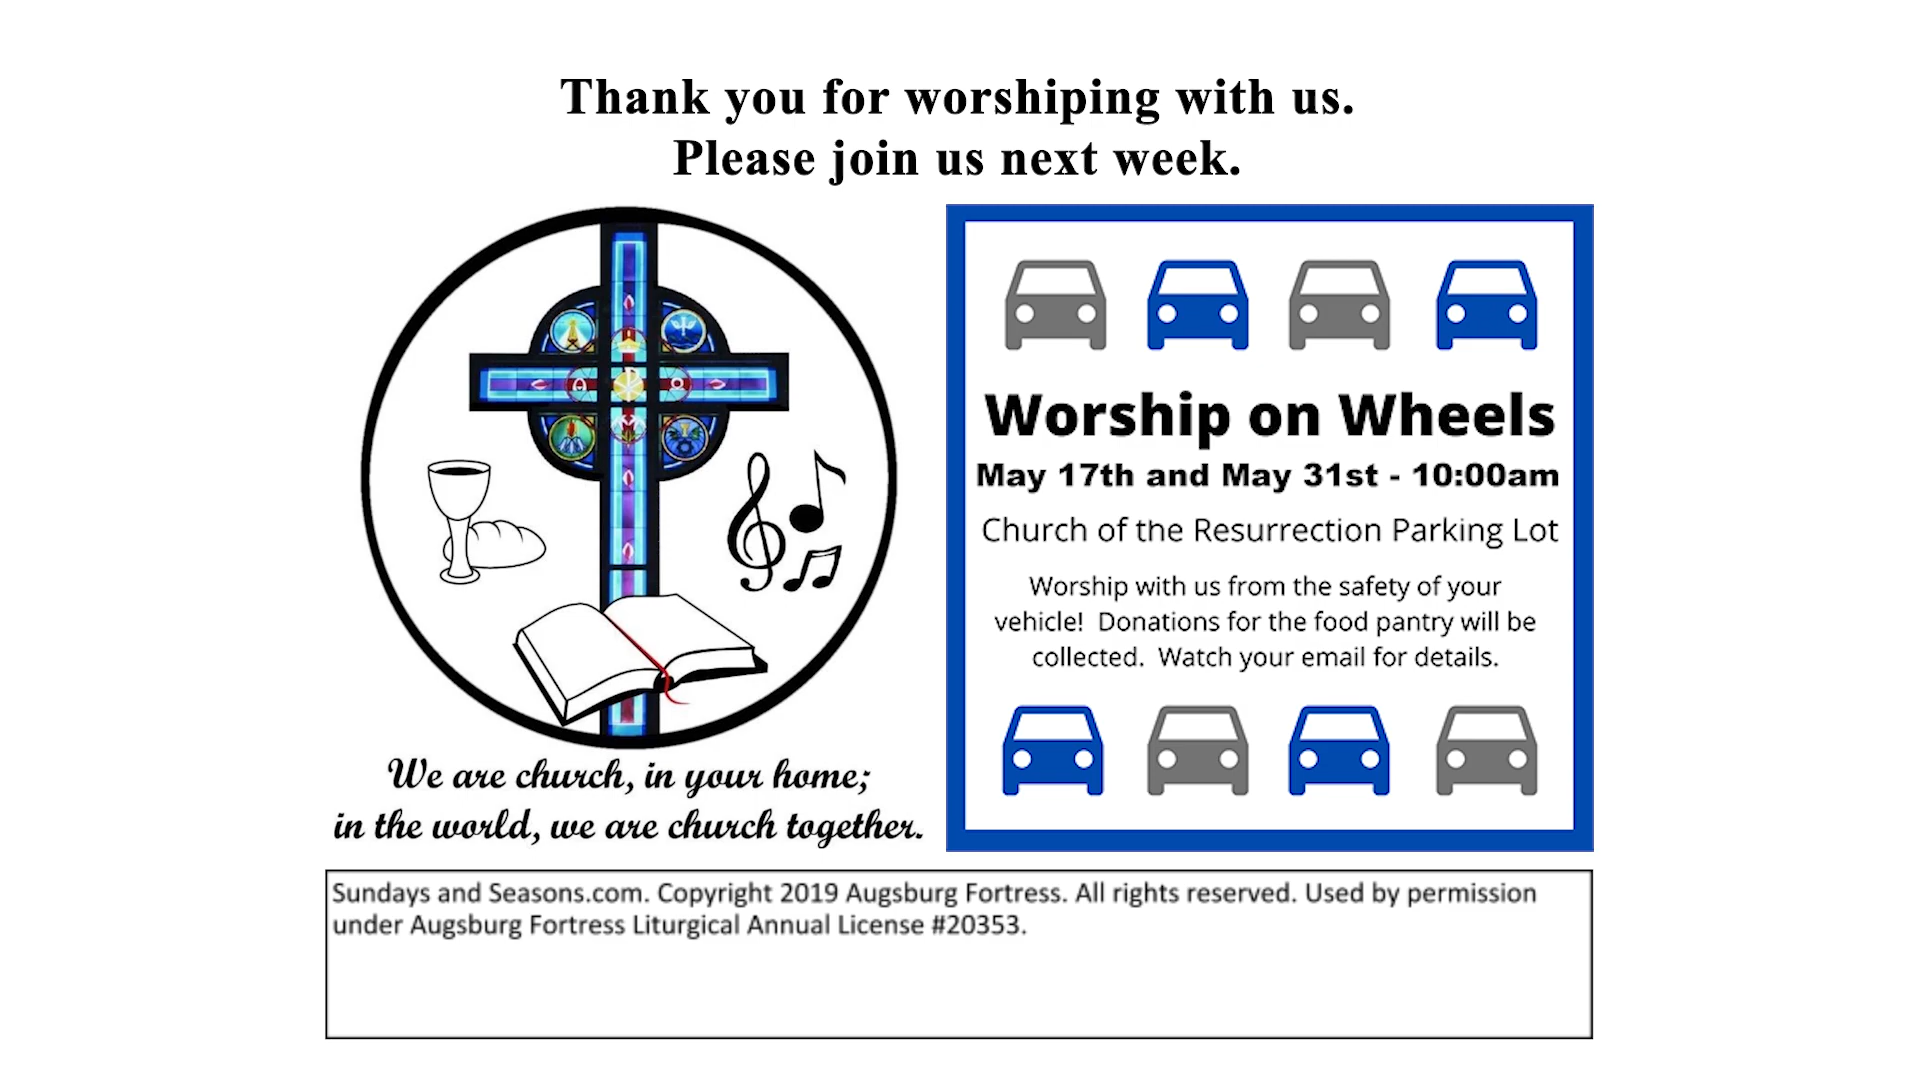 Thank you for worshiping with us.
Please join us next week.
We are church, in your home;
in the world, we are church together.
Worship on Wheels
May 17th and May 31st - 10:00am
Church of the Resurrection Parking Lot
Worship with us from the safety of your
vehicle!  Donations for the food pantry will be
collected.  Watch your email for details.
Sundays and Seasons.com. Copyright 2019 Augsburg Fortress. All rights reserved. Used by permission
under Augsburg Fortress Liturgical Annual License #20353.